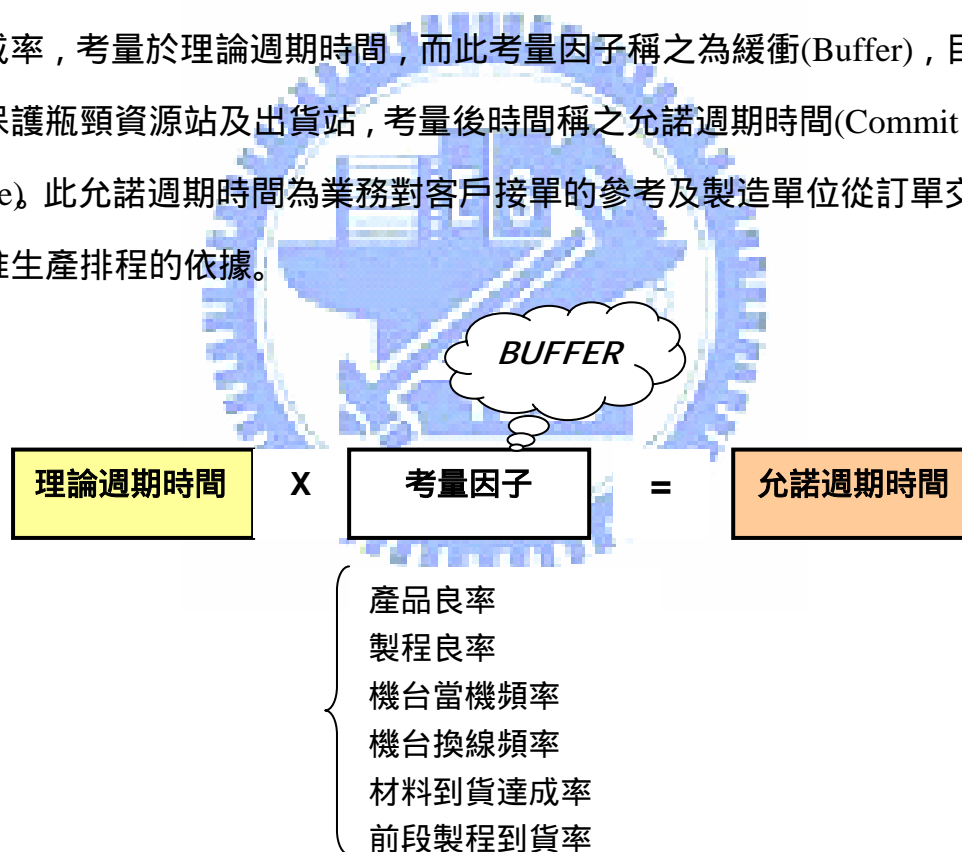 成率，考量於理論週期時間，而此考量因子稱之為緩衝(Buffer)，目
保護瓶頸資源站及出貨站，考量後時間稱之允諾週期時間(Commit
e)。此允諾週期時間為業務對客戶接單的參考及製造單位從訂單交
生產排程的依據。
BUFFER
理論週期時間 X 考量因子 = 允諾週期時間
產品良率
製程良率
機台當機頻率
機台換線頻率
材料到貨達成率
前段製程到貨率